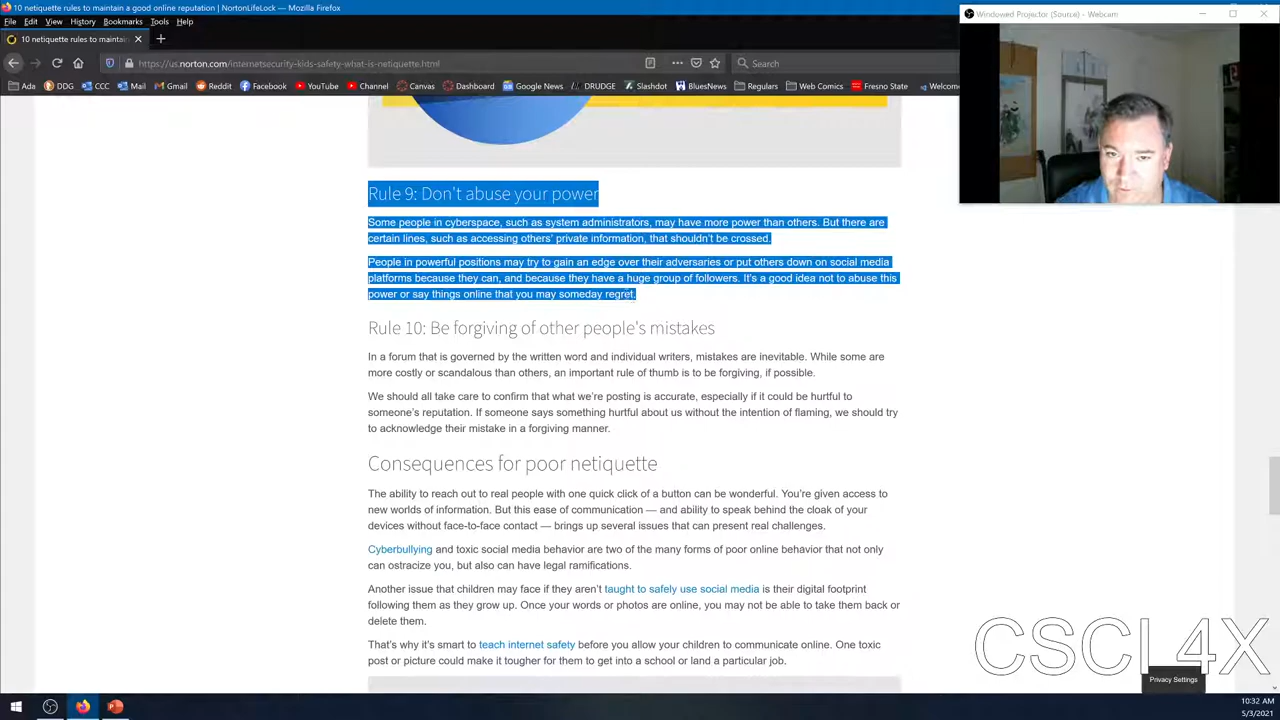 10 netiquette rules to maintain a good online reputation | NortonLifeLock — Mozilla Firefox
File Edit View History Bookmarks Tools Help
10 netiquette rules to maintain
https://us.norton.com/internetsecurity-kids-safety-what-is-netiquette.html
Search
Ada DDG CCC Mail Gmail Reddit Facebook YouTube Channel Canvas Dashboard Google News DRUDGE Slashdot BluesNews Regulars Web Comics Fresno State Welcome
Windowed Projector (Source) - Webcam
Rule 9: Don't abuse your power
Some people in cyberspace, such as system administrators, may have more power than others. But there are
certain lines, such as accessing others' private information, that shouldn't be crossed.
People in powerful positions may try to gain an edge over their adversaries or put others down on social media
platforms because they can, and because they have a huge group of followers. It's a good idea not to abuse this
power or say things online that you may someday regret.
Rule 10: Be forgiving of other people's mistakes
In a forum that is governed by the written word and individual writers, mistakes are inevitable. While some are
more costly or scandalous than others, an important rule of thumb is to be forgiving, if possible.
We should all take care to confirm that what we're posting is accurate, especially if it could be hurtful to
someone's reputation. If someone says something hurtful about us without the intention of flaming, we should try
to acknowledge their mistake in a forgiving manner.
Consequences for poor netiquette
The ability to reach out to real people with one quick click of a button can be wonderful. You're given access to
new worlds of information. But this ease of communication — and ability to speak behind the cloak of your
devices without face-to-face contact — brings up several issues that can present real challenges.
Cyberbullying and toxic social media behavior are two of the many forms of poor online behavior that not only
can ostracize you, but also can have legal ramifications.
Another issue that children may face if they aren't taught to safely use social media is their digital footprint
following them as they grow up. Once your words or photos are online, you may not be able to take them back or
delete them.
That's why it's smart to teach internet safety before you allow your children to communicate online. One toxic
post or picture could make it tougher for them to get into a school or land a particular job.
CSCI 4X
Privacy Settings
10:32 AM
5/3/2021